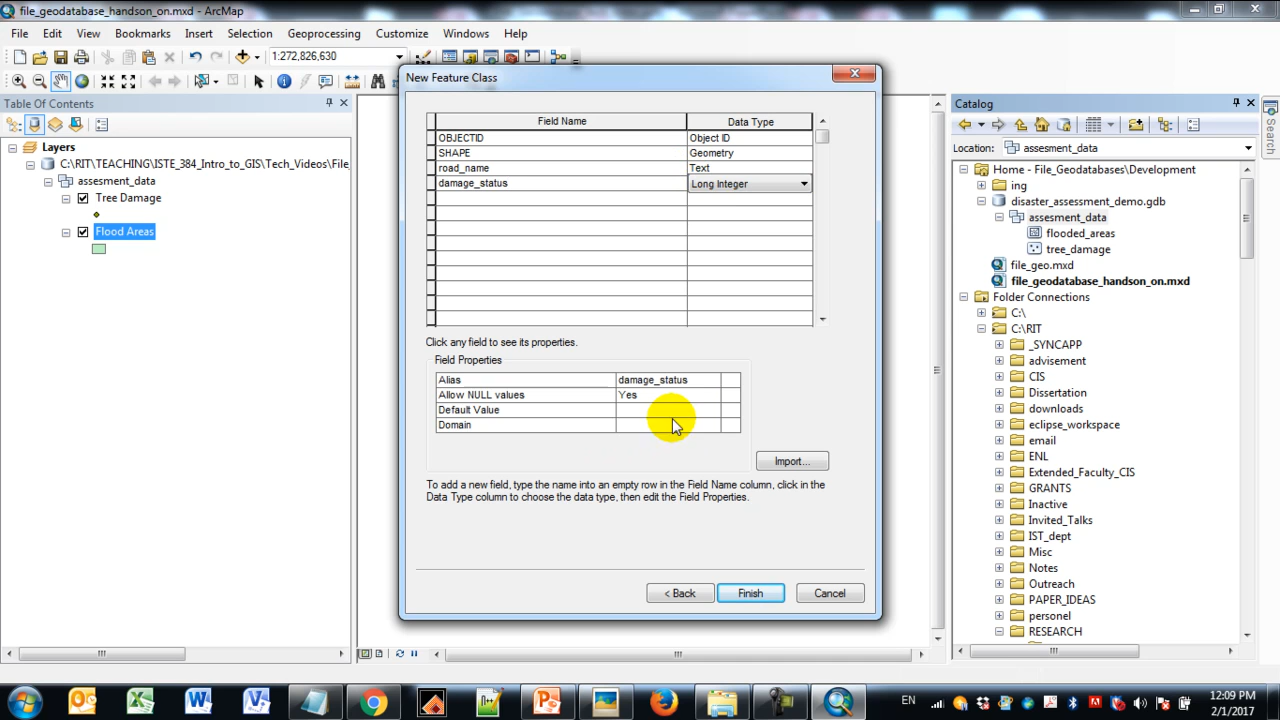 file_geodatabase_handson_on.mxd - ArcMap
File Edit View Bookmarks Insert Selection Geoprocessing Customize Windows Help
1:272,826,630
Table Of Contents
Layers
C:\RIT\TEACHING\ISTE_384_Intro_to_GIS\Tech_Videos\File_
assesment_data
Tree Damage
Flood Areas
New Feature Class
Field Name Data Type
OBJECTID Object ID
SHAPE Geometry
road_name Text
damage_status Long Integer
Click any field to see its properties.
Field Properties
Alias damage_status
Allow NULL values Yes
Default Value
Domain
Import...
To add a new field, type the name into an empty row in the Field Name column, click in the
Data Type column to choose the data type, then edit the Field Properties.
< Back Finish Cancel
Catalog
Location: assesment_data
Home - File_Geodatabases\Development
ing
disaster_assessment_demo.gdb
assesment_data
flooded_areas
tree_damage
file_geo.mxd
file_geodatabase_handson_on.mxd
Folder Connections
C:\
C:\RIT
_SYNCAPP
advisement
CIS
Dissertation
downloads
eclipse_workspace
email
ENL
Extended_Faculty_CIS
GRANTS
Inactive
Invited_Talks
IST_dept
Misc
Notes
Outreach
PAPER_IDEAS
personel
RESEARCH
Search
EN
12:09 PM
2/1/2017